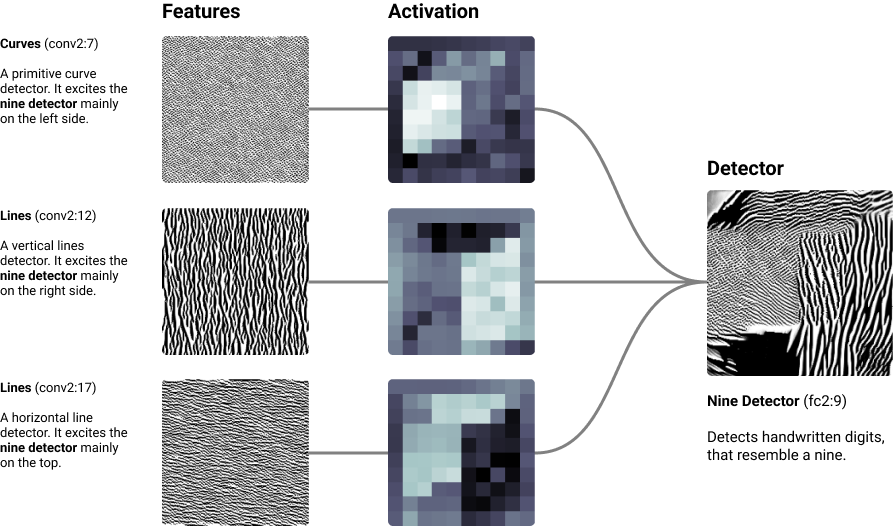 Features
Activation
Curves (conv2:7)
A primitive curve
detector. It excites the
nine detector mainly
on the left side.
Lines (conv2:12)
A vertical lines
detector. It excites the
nine detector mainly
on the right side.
Lines (conv2:17)
A horizontal line
detector. It excites the
nine detector mainly
on the top.
Detector
Nine Detector (fc2:9)
Detects handwritten digits,
that resemble a nine.